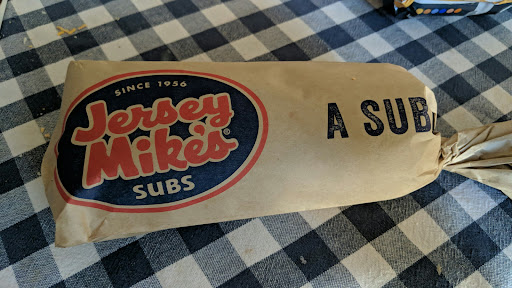 SINCE 1956
Jersey
Mike's®
SUBS
A SUB